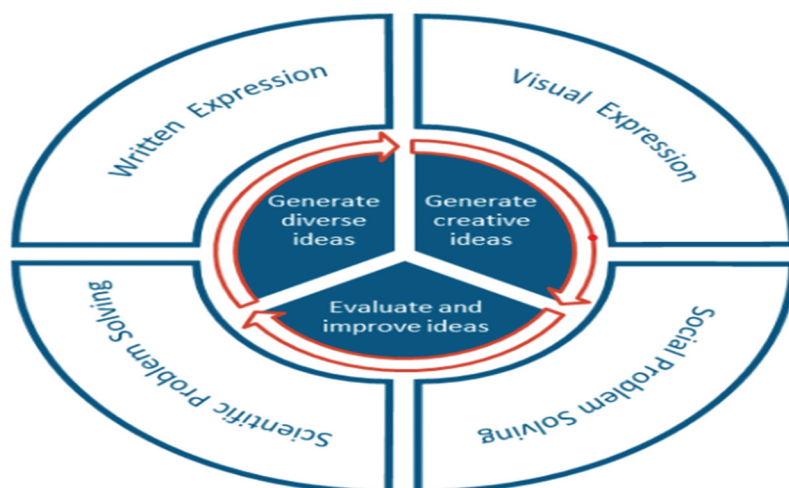 Written Expression
Visual Expression
Generate
diverse
ideas
Generate
creative
ideas
Evaluate and
improve ideas
Scientific Problem Solving
Social Problem Solving